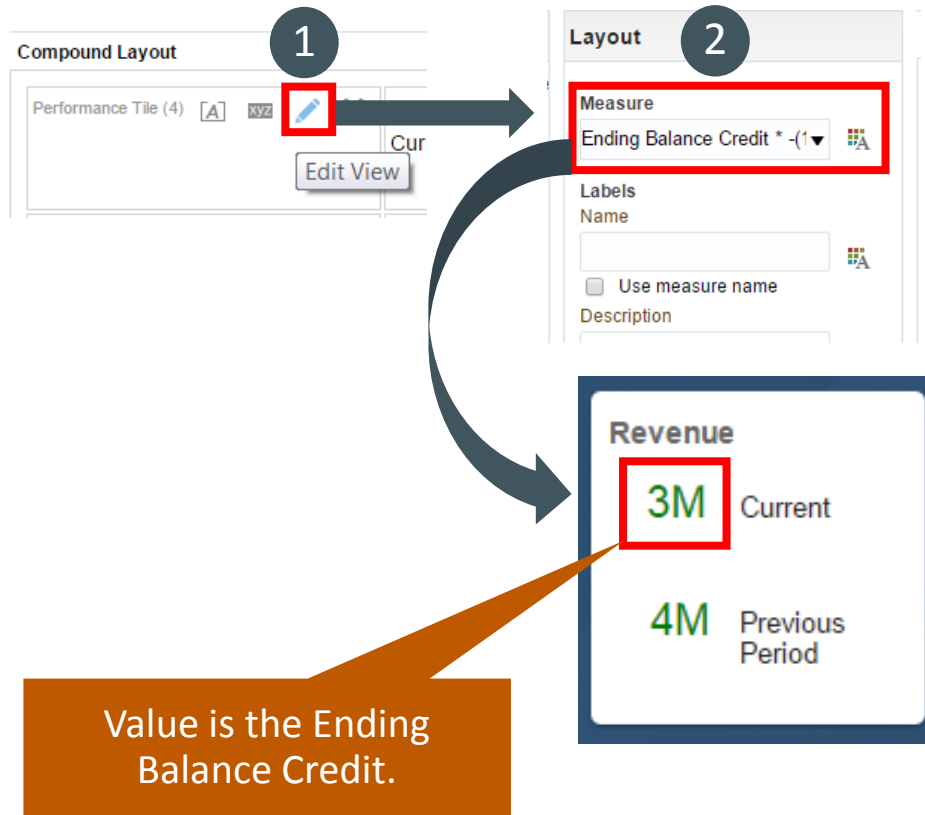 Compound Layout
1
Performance Tile (4) [A] xyz
Cur
Edit View
Layout
2
Measure
Ending Balance Credit * -(1
A
Labels
Name
A
Use measure name
Description
Revenue
3M Current
4M Previous
Period
Value is the Ending
Balance Credit.